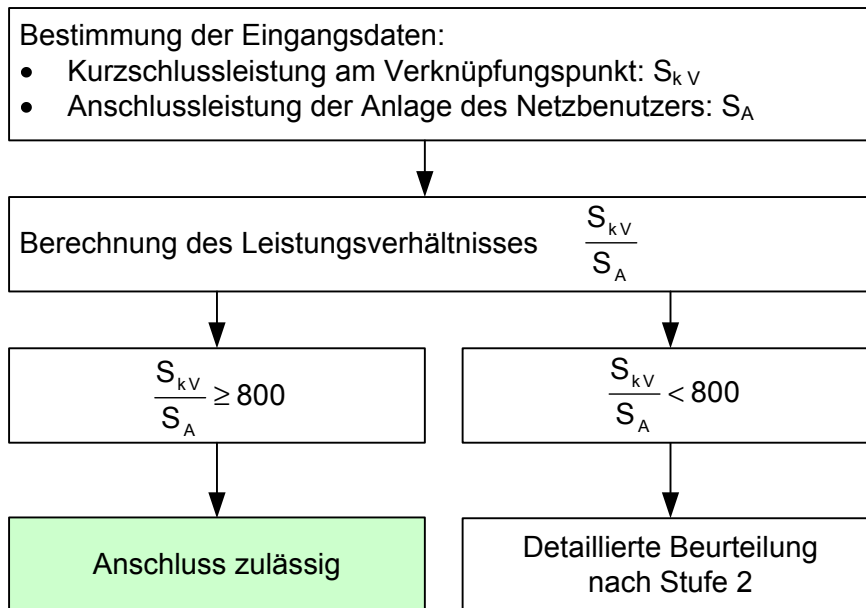 Bestimmung der Eingangsdaten:
• Kurzschlussleistung am Verknüpfungspunkt: S_kV
• Anschlussleistung der Anlage des Netzbenutzers: S_A
Berechnung des Leistungsverhältnisses S_kV / S_A
S_kV / S_A ≥ 800
S_kV / S_A < 800
Anschluss zulässig
Detaillierte Beurteilung
nach Stufe 2